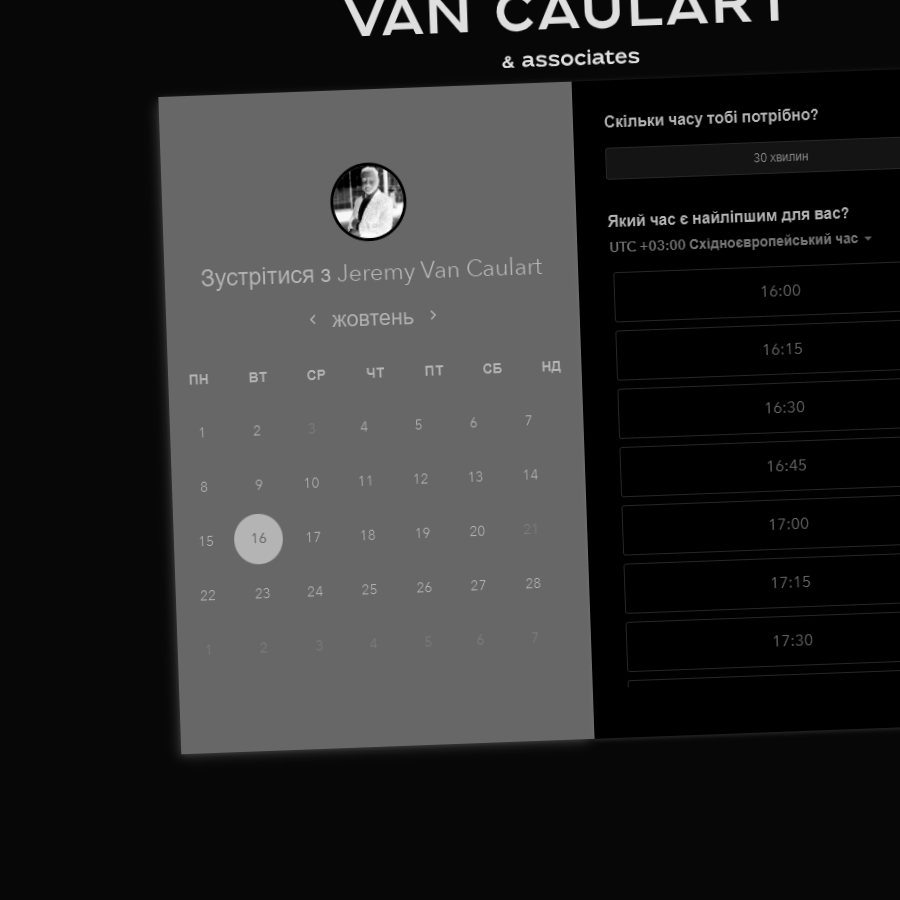 VAN CAULART
& associates
Зустрітися з Jeremy Van Caulart
жовтень
ПН ВТ СР ЧТ ПТ СБ НД
1 2 3 4 5 6 7
8 9 10 11 12 13 14
15 16 17 18 19 20 21
22 23 24 25 26 27 28
1 2 3 4 5 6 7
Скільки часу тобі потрібно?
30 хвилин
Який час є найліпшим для вас?
UTC +03:00 Східноєвропейський час
16:00
16:15
16:30
16:45
17:00
17:15
17:30